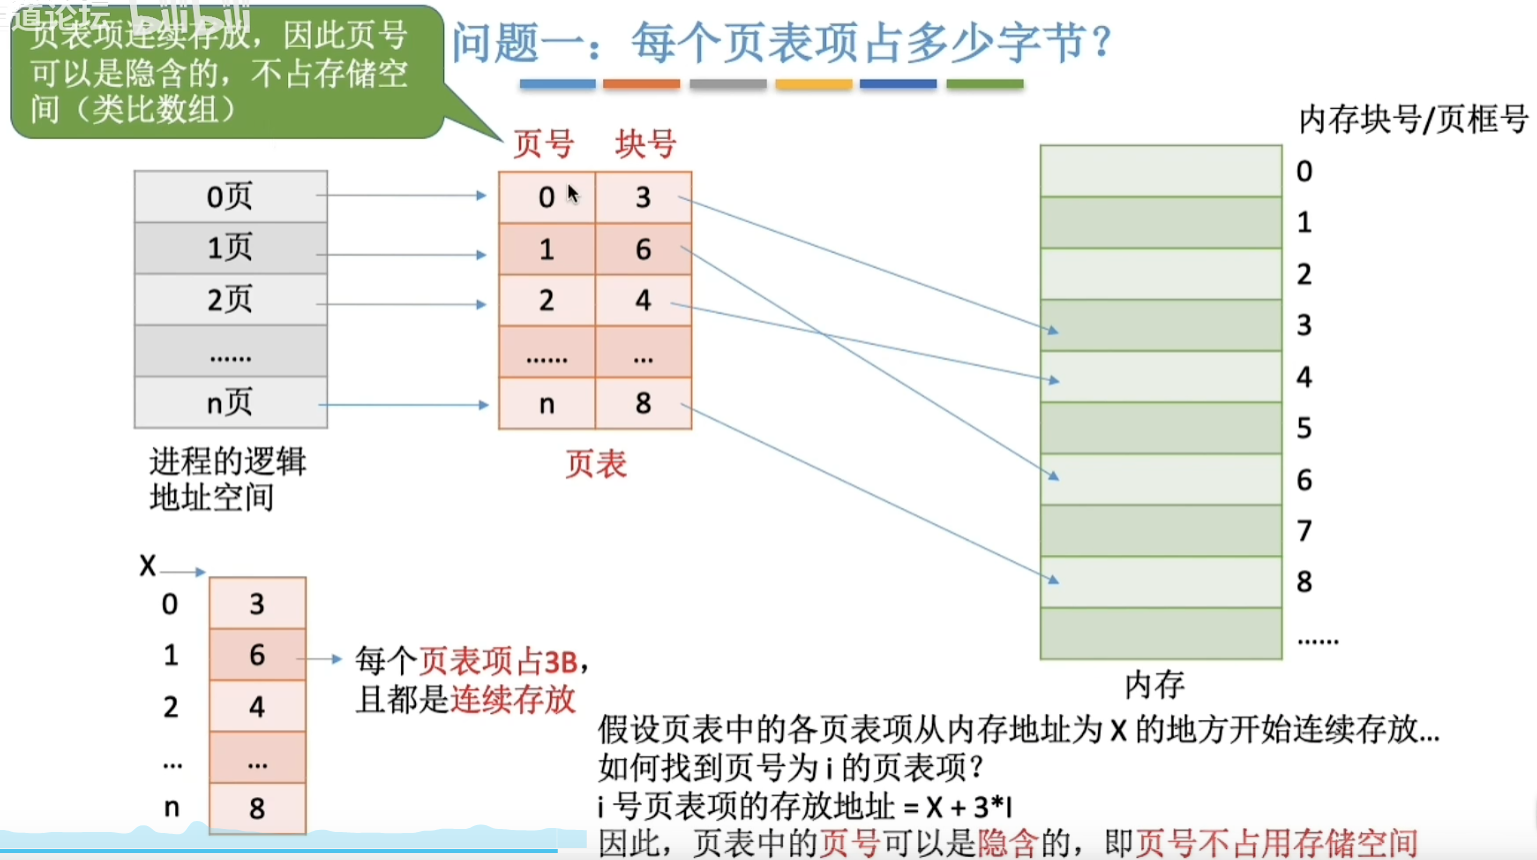 道论坛 bilibili
页表项连续存放，因此页号
可以是隐含的，不占存储空
间（类比数组）
问题一：每个页表项占多少字节？
内存块号/页框号
页号 块号
0页 0 3 0
1页 1 6 1
2页 2 4 2
…… …… … 3
n页 n 8 4
5
6
7
8
……
进程的逻辑
地址空间
页表
内存
X
0 3
1 6
2 4
... ...
n 8
每个页表项占3B，
且都是连续存放
假设页表中的各页表项从内存地址为 X 的地方开始连续存放...
如何找到页号为 i 的页表项？
i 号页表项的存放地址 = X + 3*I
因此，页表中的页号可以是隐含的，即页号不占用存储空间